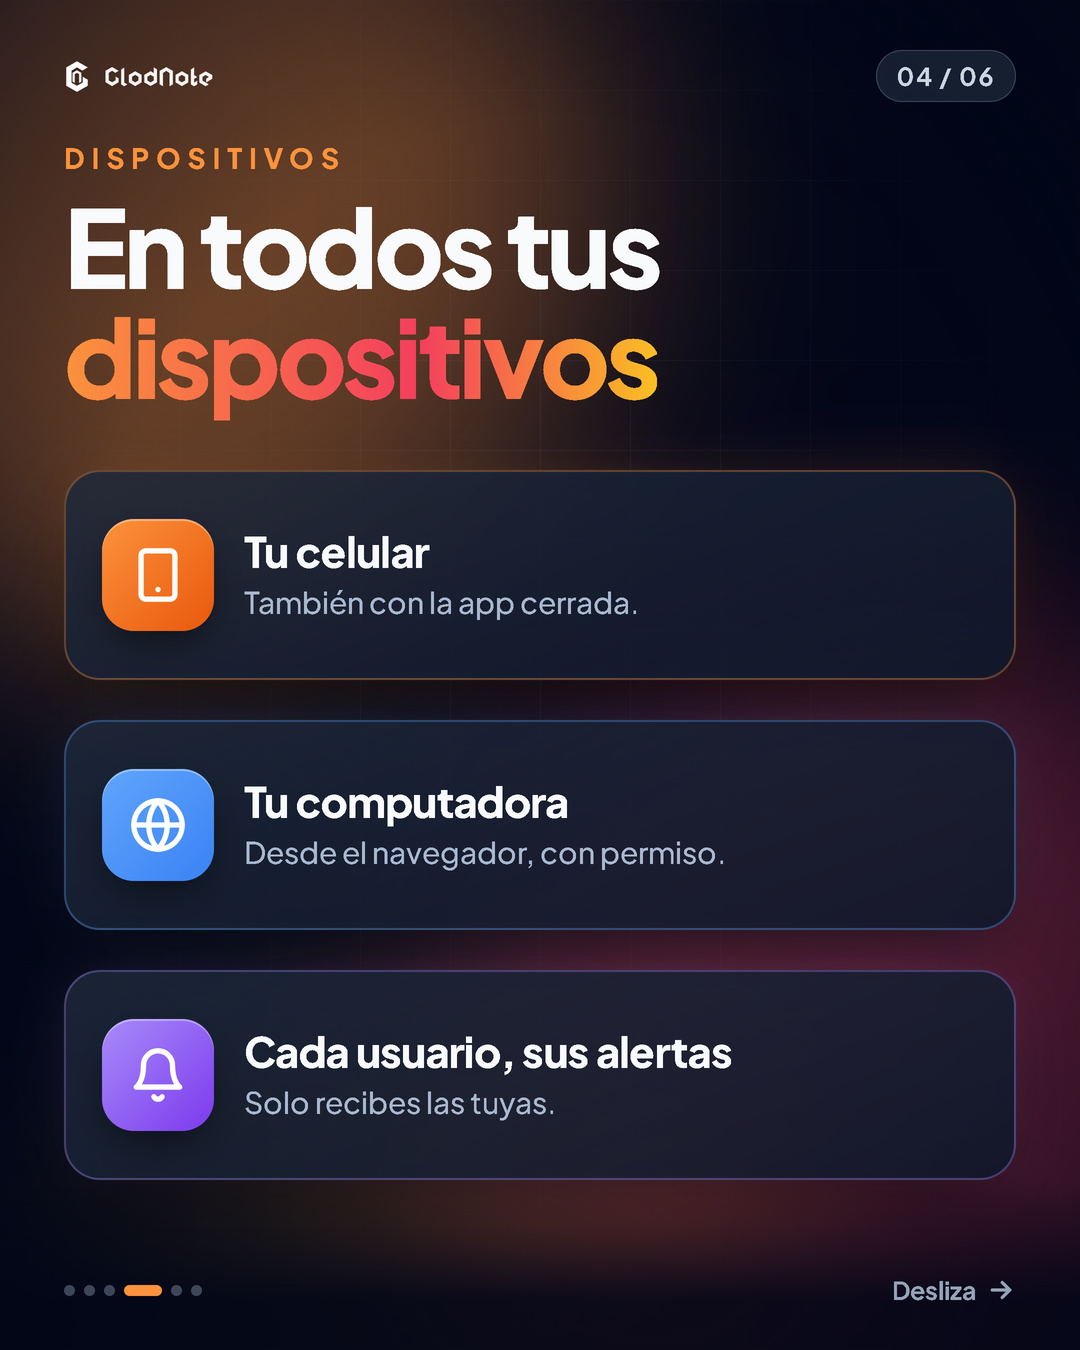 ClodNote
04 / 06
DISPOSITIVOS
En todos tus
dispositivos
Tu celular
También con la app cerrada.
Tu computadora
Desde el navegador, con permiso.
Cada usuario, sus alertas
Solo recibes las tuyas.
Desliza →